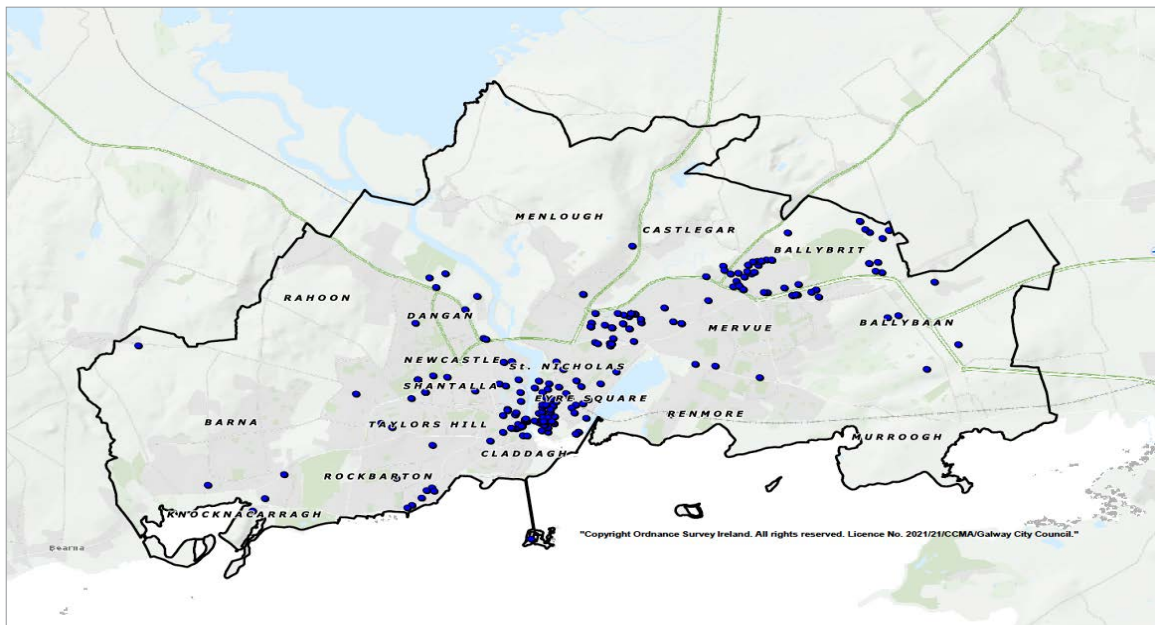 MENLOUGH
CASTLEGAR
BALLYBRIT
RAHOON
DANGAN
MERVUE
BALLYBAAN
NEWCASTLE
St. NICHOLAS
SHANTALLA
EYRE SQUARE
BARNA
TAYLORS HILL
RENMORE
MURROOGH
CLADDAGH
ROCKBARTON
KNOCKNACARRAGH
"Copyright Ordnance Survey Ireland. All rights reserved. Licence No. 2021/21/CCMA/Galway City Council."
Bearna